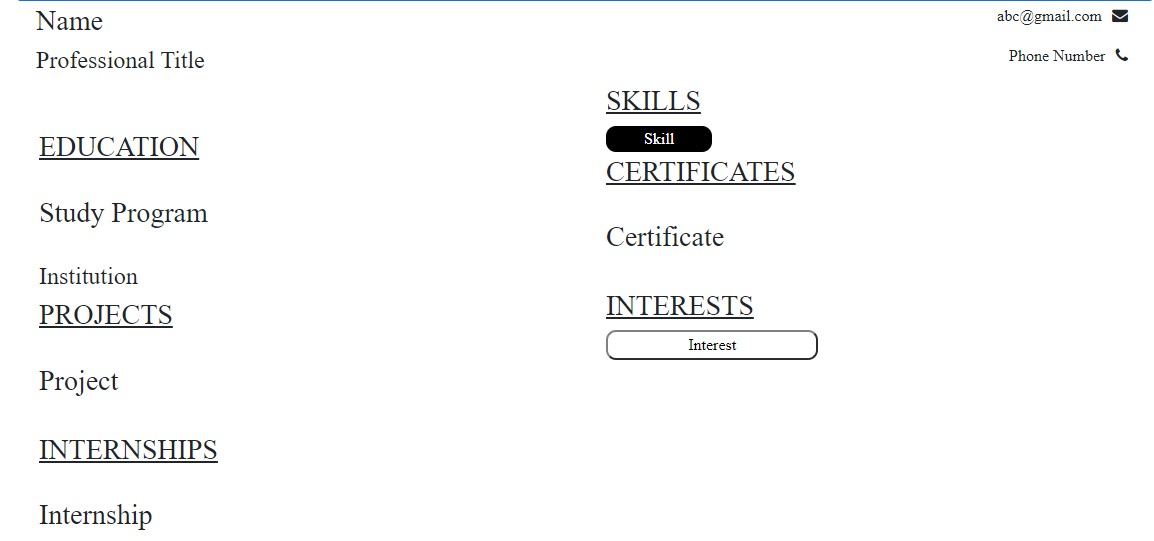 Name
abc@gmail.com
Professional Title
Phone Number
EDUCATION
Study Program
Institution
PROJECTS
Project
INTERNSHIPS
Internship
SKILLS
Skill
CERTIFICATES
Certificate
INTERESTS
Interest